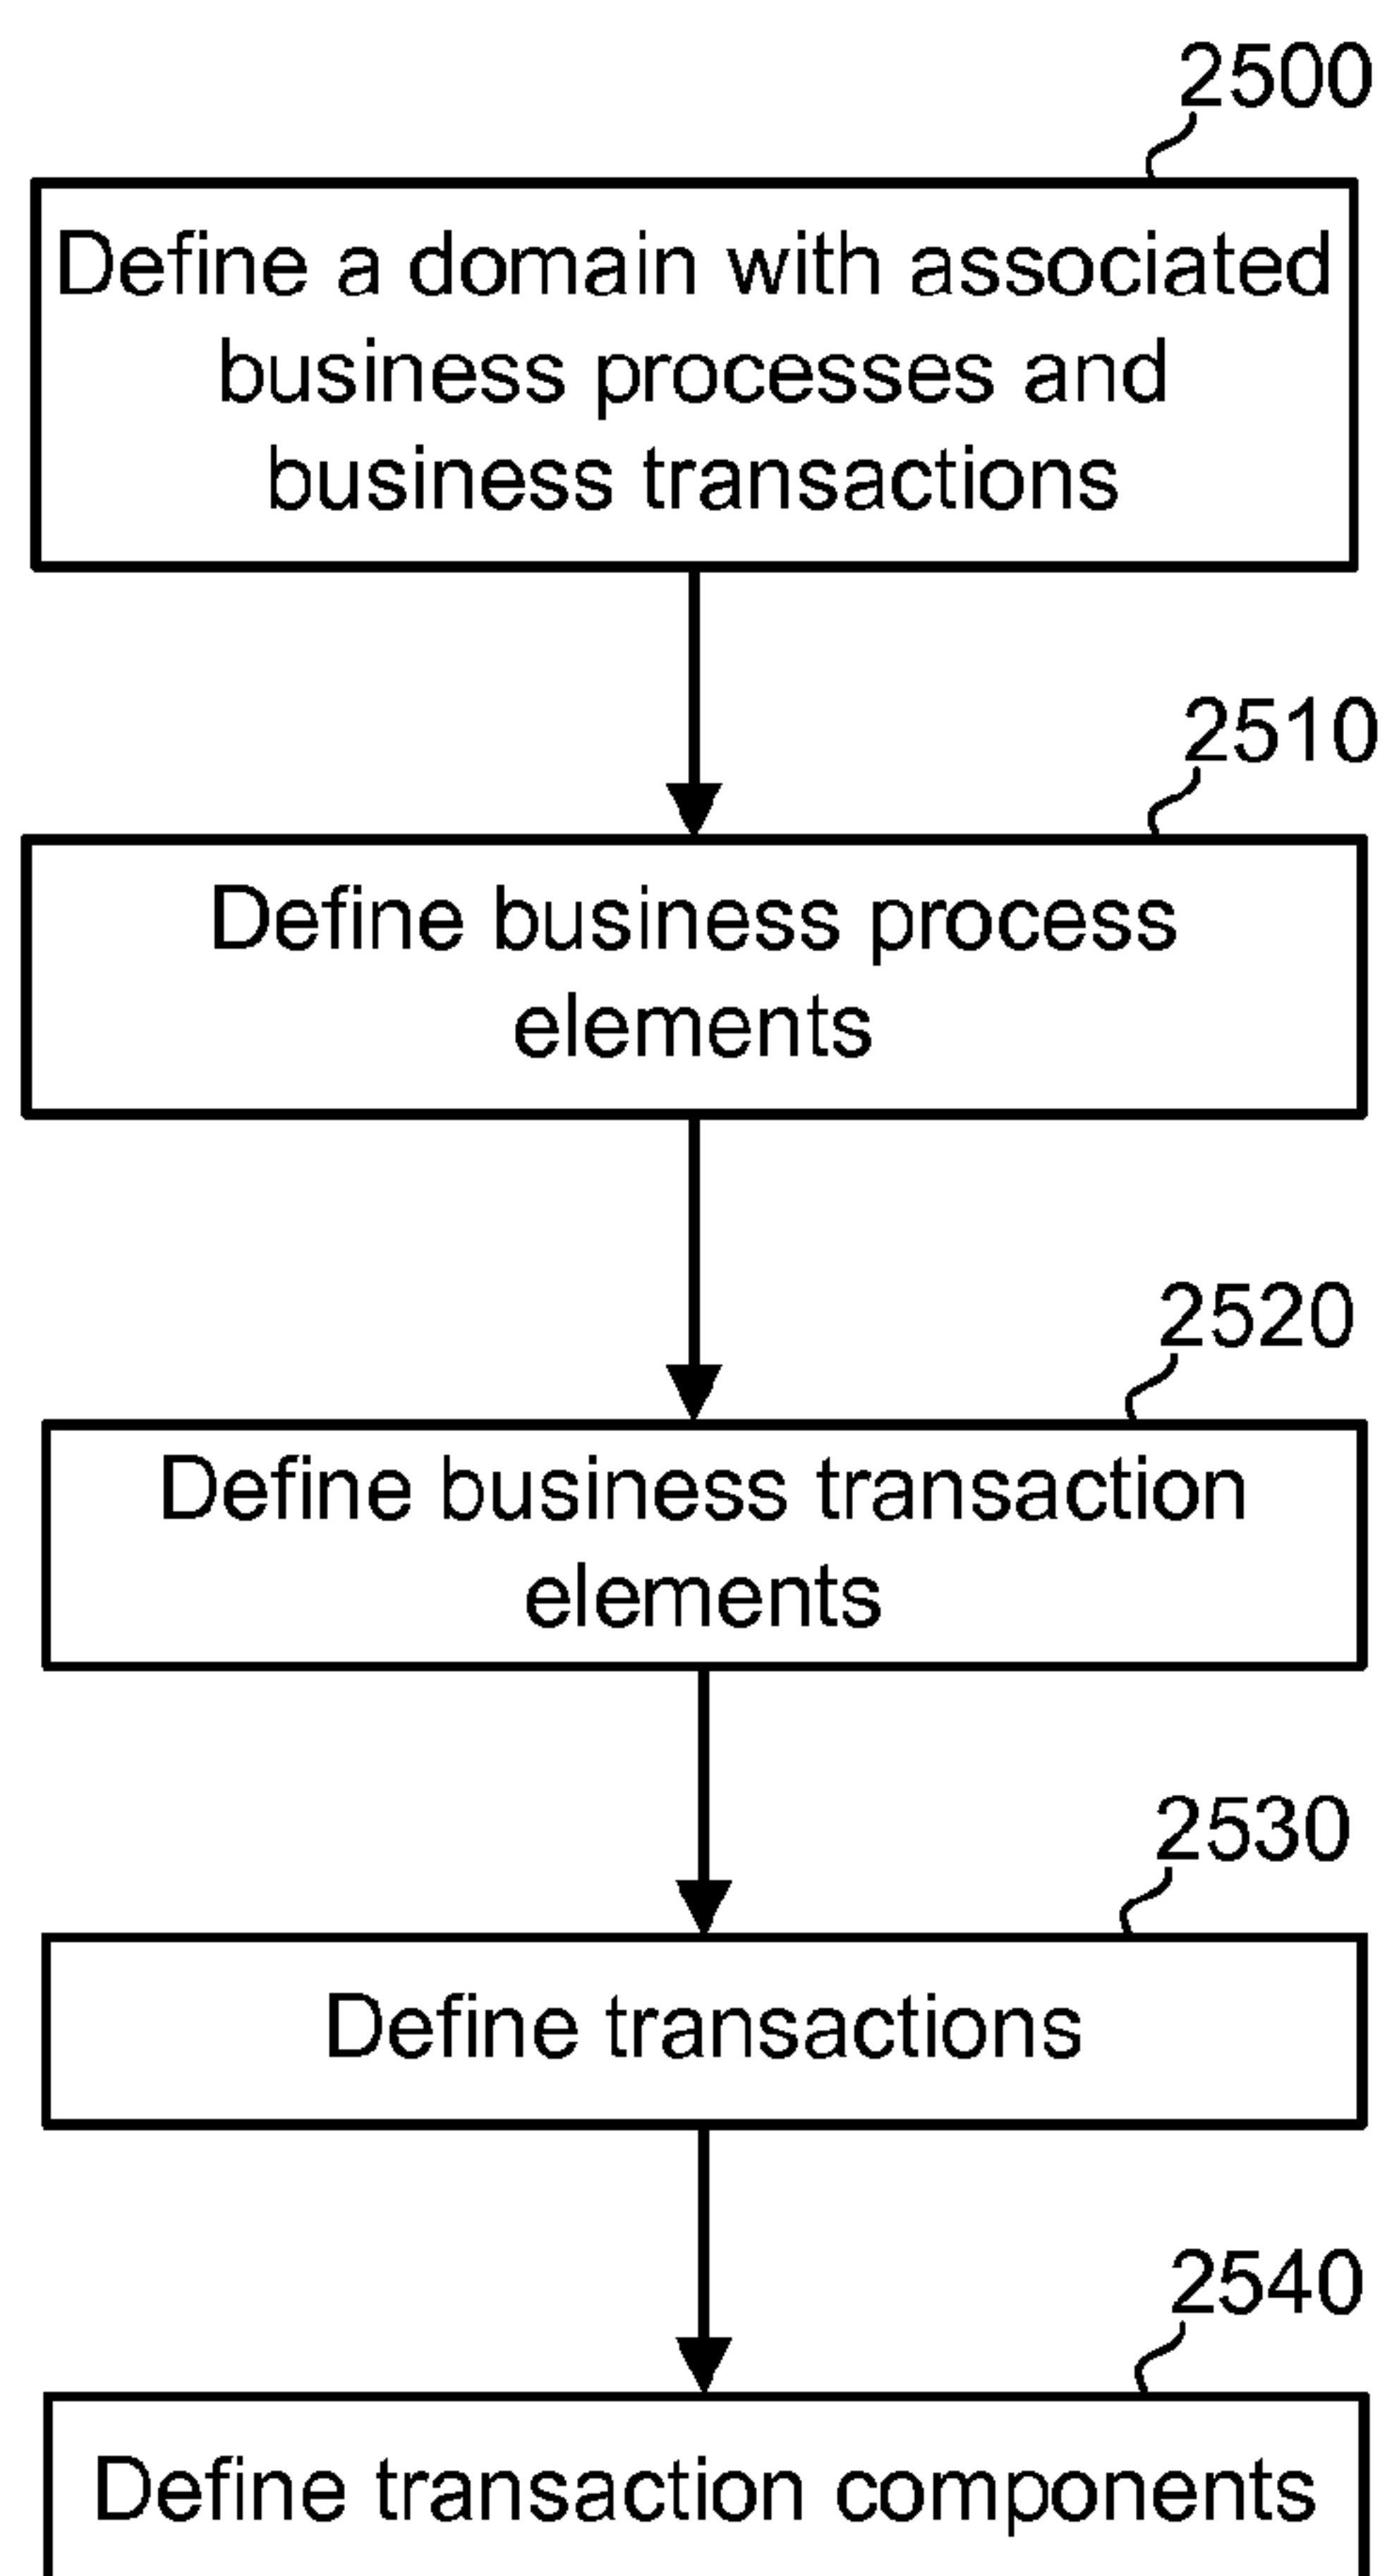 2500
Define a domain with associated
business processes and
business transactions
2510
Define business process
elements
2520
Define business transaction
elements
2530
Define transactions
2540
Define transaction components